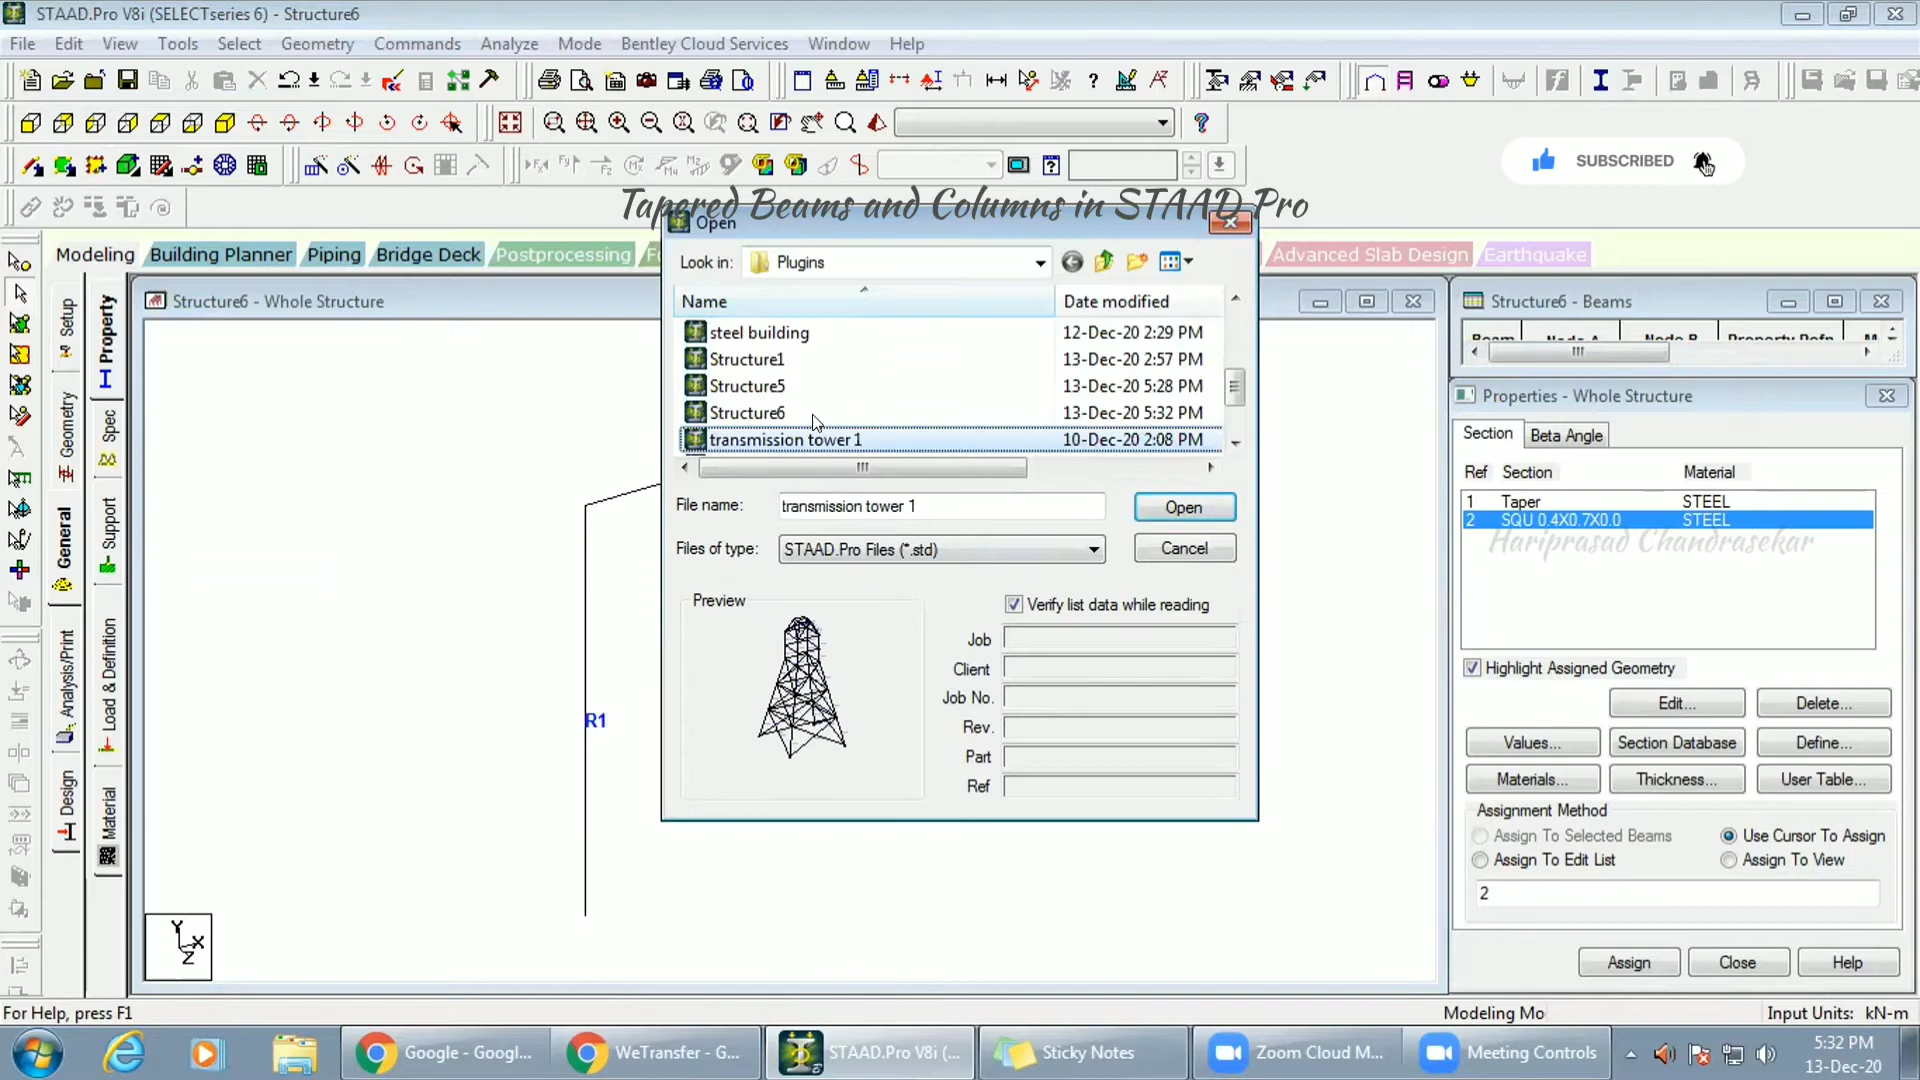 STAAD.Pro V8i (SELECTseries 6) - Structure6
File Edit View Tools Select Geometry Commands Analyze Mode Bentley Cloud Services Window Help
SUBSCRIBED
Tapered Beams and Columns in STAAD Pro
Modeling Building Planner Piping Bridge Deck Postprocessing Advanced Slab Design Earthquake
Open
Look in: Plugins
Name Date modified
steel building 12-Dec-20 2:29 PM
Structure1 13-Dec-20 2:57 PM
Structure5 13-Dec-20 5:28 PM
Structure6 13-Dec-20 5:32 PM
transmission tower 1 10-Dec-20 2:08 PM
File name: transmission tower 1 Open
Files of type: STAAD.Pro Files (*.std) Cancel
Preview
Verify list data while reading
Job
Client
Job No.
Rev.
Part
Ref
Setup
Geometry
General
Analysis/Print
Design
Property
Spec
Support
Load & Definition
Material
Structure6 - Whole Structure
R1
Y
X
Z
Structure6 - Beams
Beam Node A Node B Property Refn. M
Properties - Whole Structure
Section Beta Angle
Ref Section Material
1 Taper STEEL
2 SQU 0.4X0.7X0.0 STEEL
Hariprasad Chandrasekar
Highlight Assigned Geometry
Edit... Delete...
Values... Section Database Define...
Materials... Thickness... User Table...
Assignment Method
Assign To Selected Beams Use Cursor To Assign
Assign To Edit List Assign To View
2
Assign Close Help
For Help, press F1 Modeling Mo Input Units: kN-m
Google - Googl... WeTransfer - G... STAAD.Pro V8i (... Sticky Notes Zoom Cloud M... Meeting Controls
5:32 PM
13-Dec-20